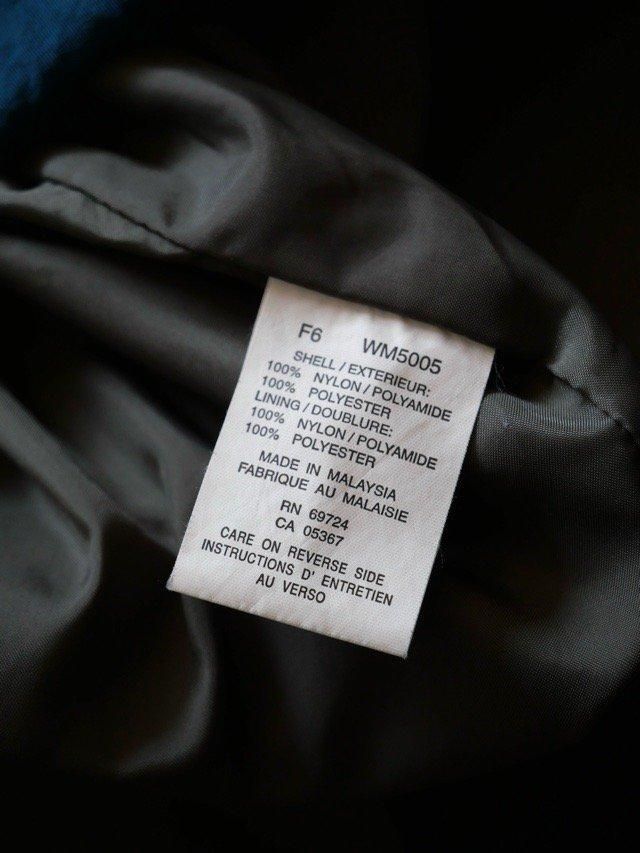 F6 WM5005
SHELL / EXTERIEUR:
100% NYLON / POLYAMIDE
100% POLYESTER
LINING / DOUBLURE:
100% NYLON / POLYAMIDE
100% POLYESTER
MADE IN MALAYSIA
FABRIQUE AU MALAISIE
RN 69724
CA 05367
CARE ON REVERSE SIDE
INSTRUCTIONS D' ENTRETIEN
AU VERSO